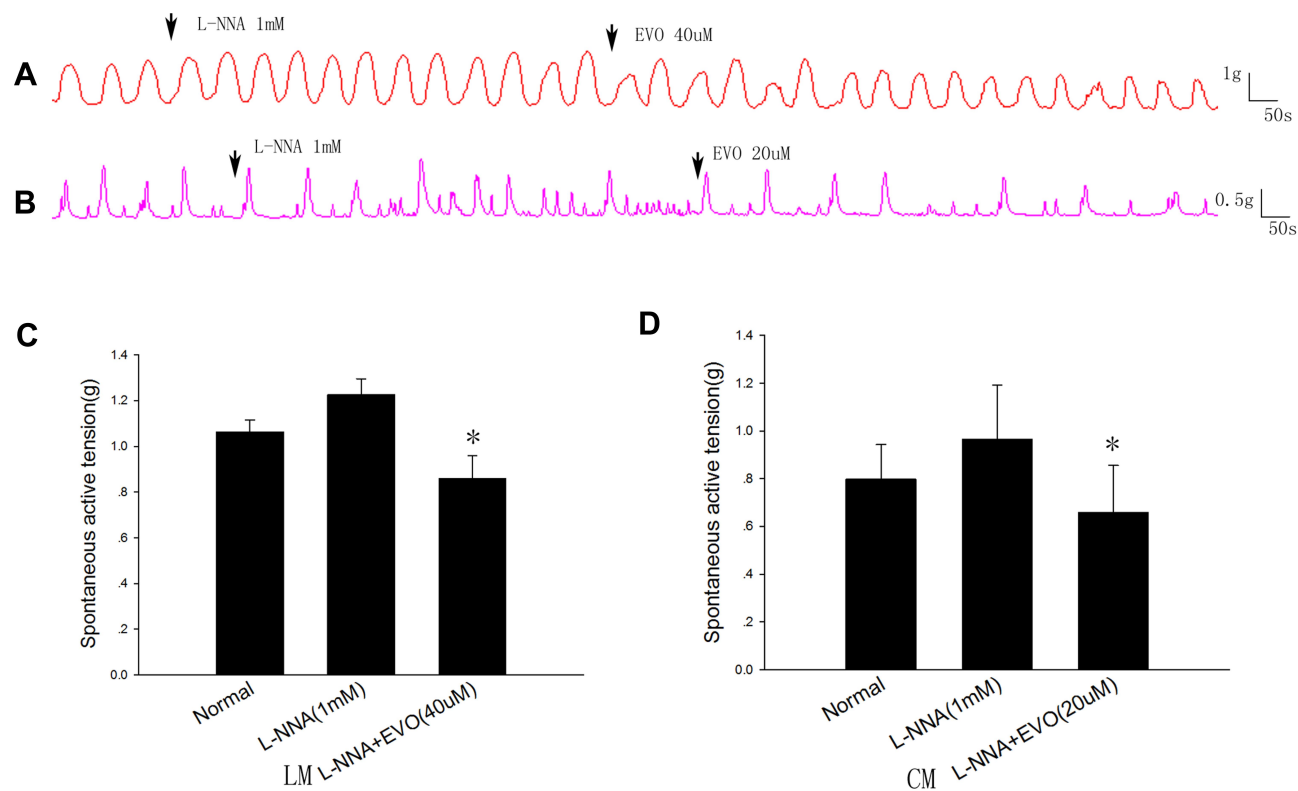 L-NNA 1mM
EVO 40uM
A
1g
50s
L-NNA 1mM
EVO 20uM
B
0.5g
50s
C
D
1.4
1.2
1.0
.8
.6
.4
.2
0.0
Spontaneous active tension(g)
Normal
L-NNA(1mM)
L-NNA+EVO(40uM)
*
LM
1.4
1.2
1.0
.8
.6
.4
.2
0.0
Spontaneous active tension(g)
Normal
L-NNA(1mM)
L-NNA+EVO(20uM)
*
CM